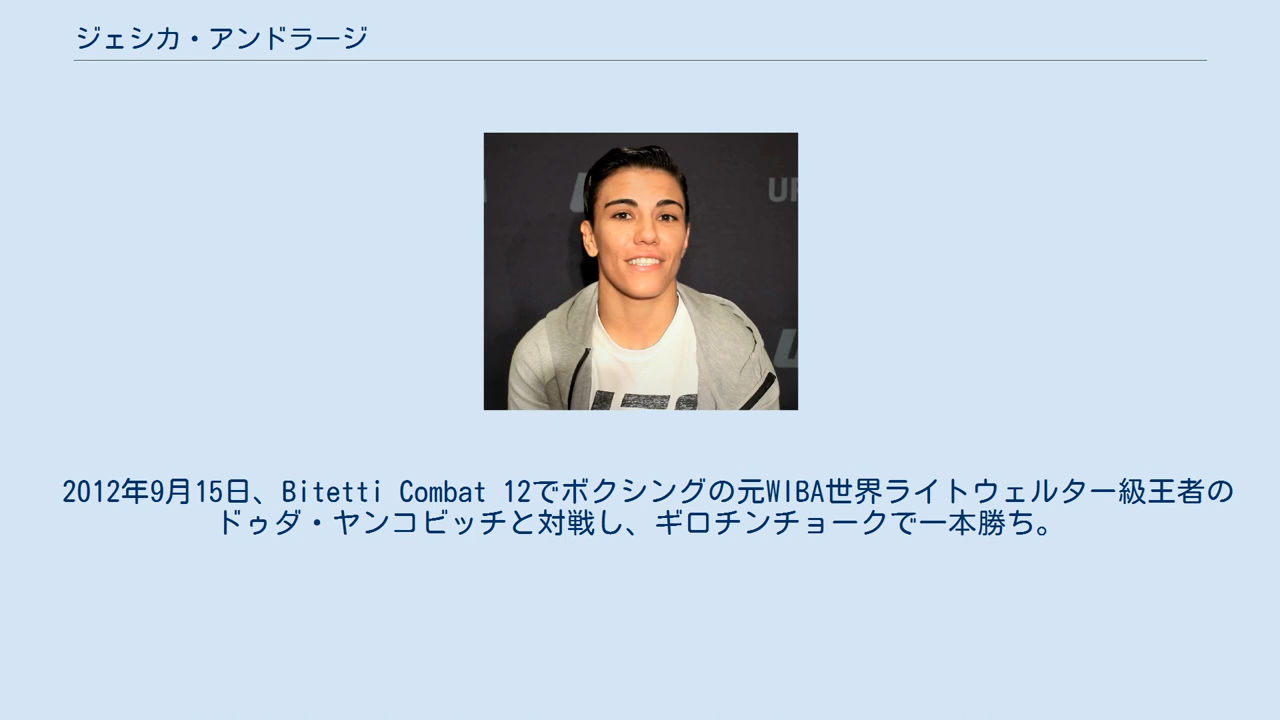 ジェシカ・アンドラージ
UF
2012年9月15日、Bitetti Combat 12でボクシングの元WIBA世界ライトウェルター級王者の
ドゥダ・ヤンコビッチと対戦し、ギロチンチョークで一本勝ち。